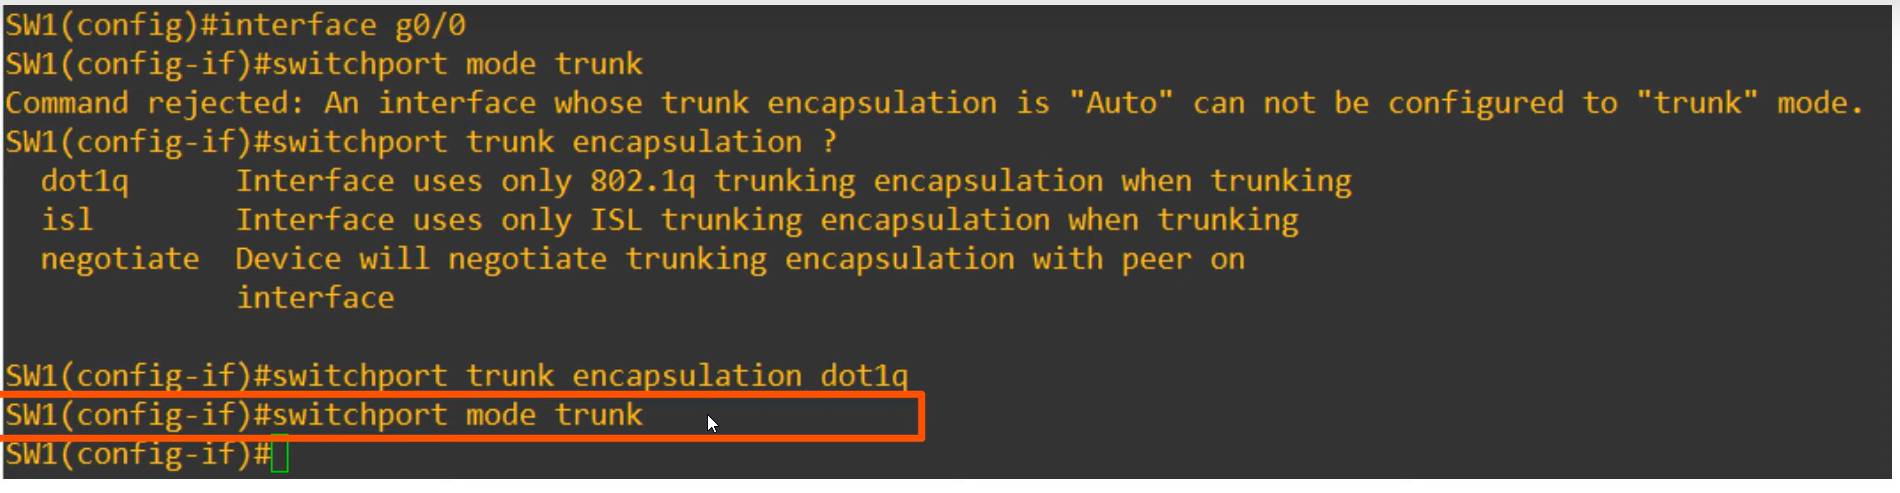 SW1(config)#interface g0/0
SW1(config-if)#switchport mode trunk
Command rejected: An interface whose trunk encapsulation is "Auto" can not be configured to "trunk" mode.
SW1(config-if)#switchport trunk encapsulation ?
  dot1q      Interface uses only 802.1q trunking encapsulation when trunking
  isl        Interface uses only ISL trunking encapsulation when trunking
  negotiate  Device will negotiate trunking encapsulation with peer on
             interface
SW1(config-if)#switchport trunk encapsulation dot1q
SW1(config-if)#switchport mode trunk
SW1(config-if)#